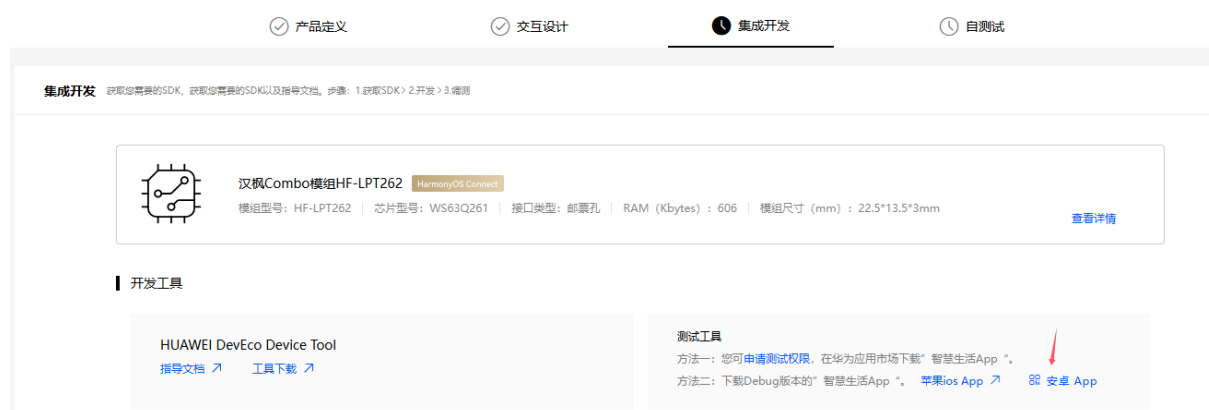 产品定义 交互设计 集成开发 自测试
集成开发 获取您需要的SDK, 获取您需要的SDK以及指导文档。步骤: 1.获取SDK > 2.开发 > 3.调测
汉枫Combo模组HF-LPT262 HarmonyOS Connect
模组型号: HF-LPT262 芯片型号: WS63Q261 接口类型: 邮票孔 RAM (Kbytes) : 606 模组尺寸 (mm) : 22.5*13.5*3mm
查看详情
开发工具
HUAWEI DevEco Device Tool
指导文档 工具下载
测试工具
方法一: 您可申请测试权限, 在华为应用市场下载" 智慧生活App "。
方法二: 下载Debug版本的" 智慧生活App "。 苹果ios App 安卓 App